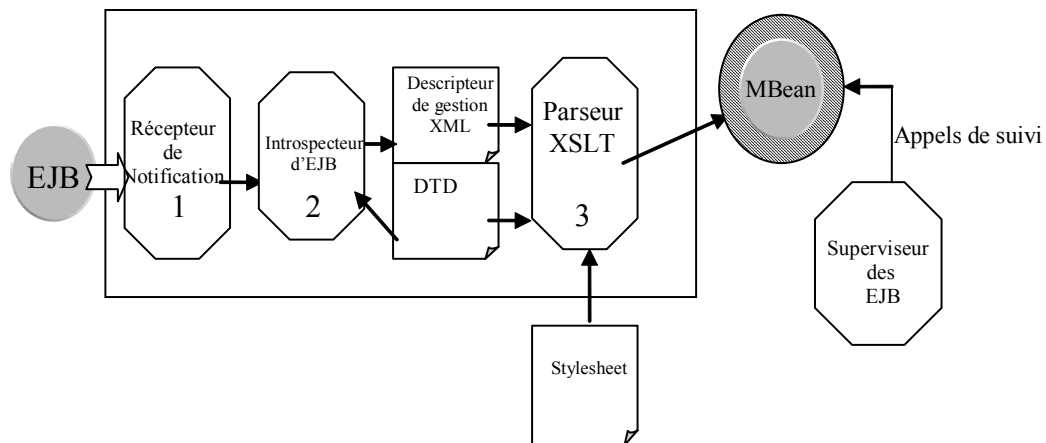 EJB
Récepteur
de
Notification
1
Introspecteur
d'EJB
2
Descripteur
de gestion
XML
DTD
Parseur
XSLT
3
Stylesheet
MBean
Appels de suivi
Superviseur
des
EJB